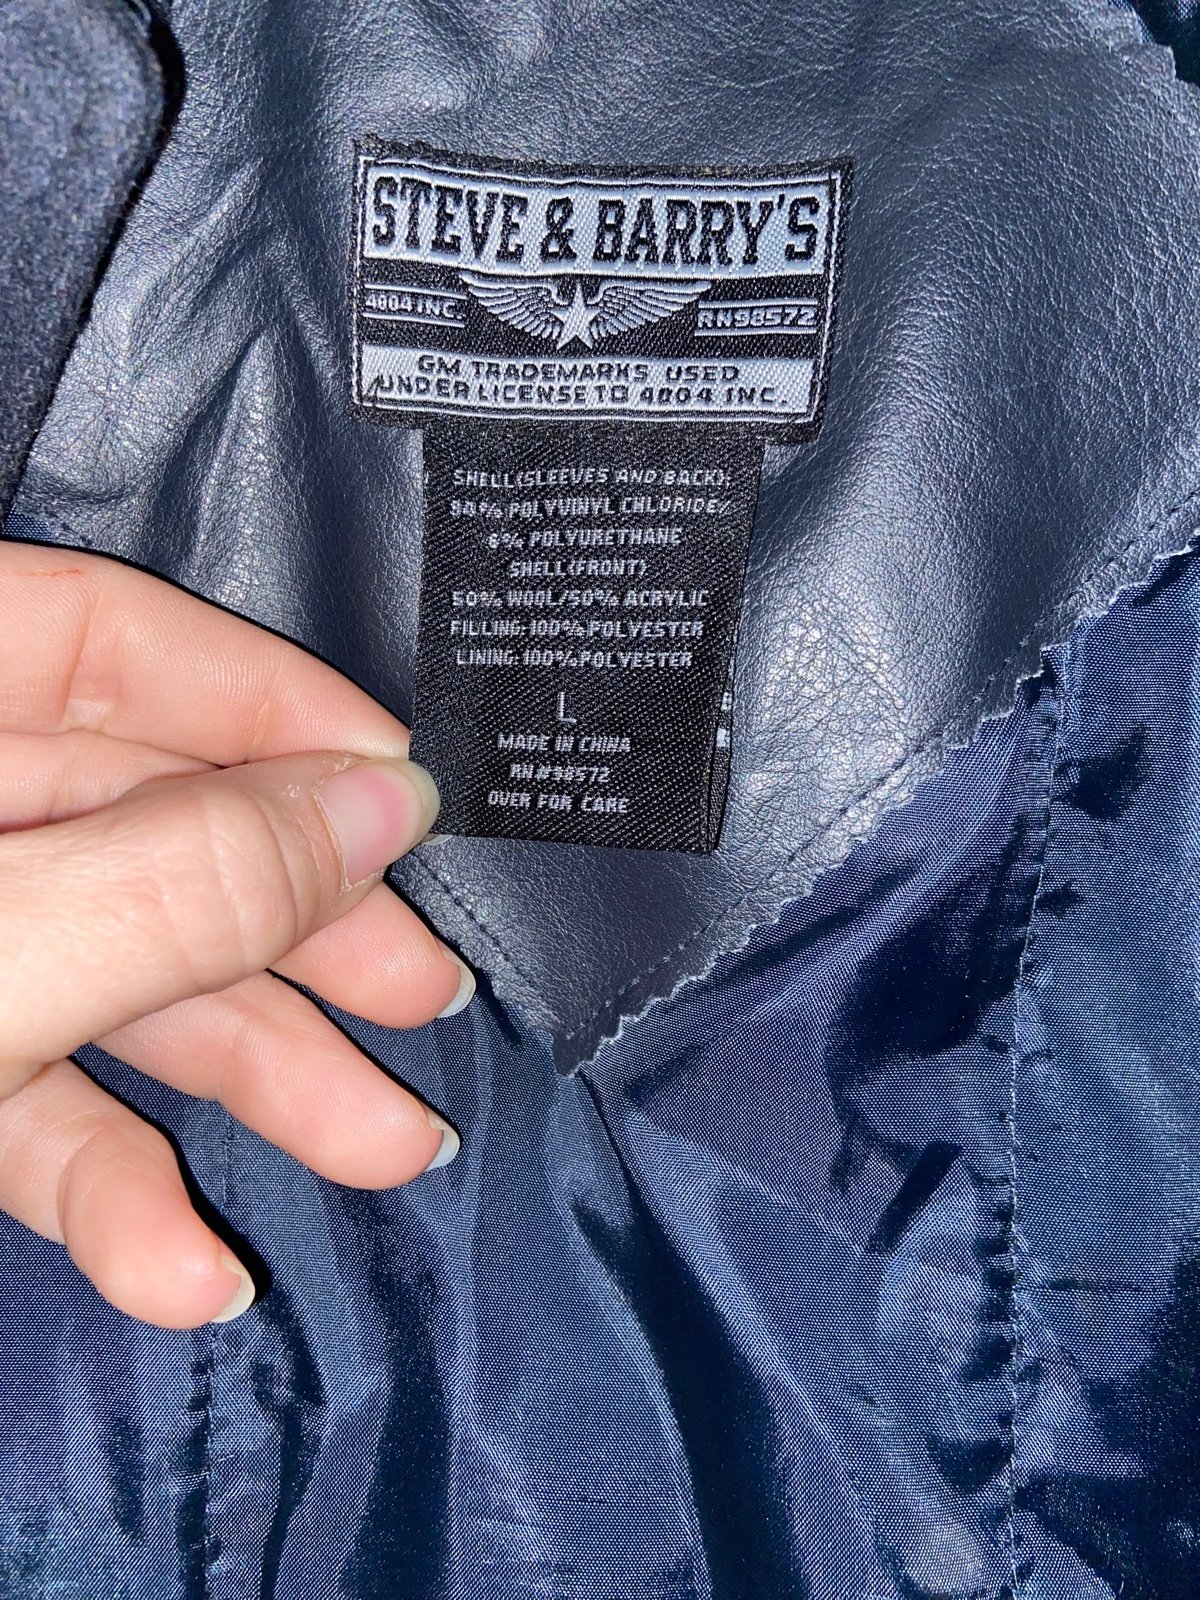 STEVE & BARRY'S
4804 INC.
RN98572
GM TRADEMARKS USED
UNDER LICENSE TO 4804 INC.
SHELL(SLEEVES AND BACK):
94% POLYVINYL CHLORIDE/
6% POLYURETHANE
SHELL(FRONT)
50% WOOL/50% ACRYLIC
FILLING:100%POLYESTER
LINING:100%POLYESTER
L
MADE IN CHINA
RN#98572
OVER FOR CARE